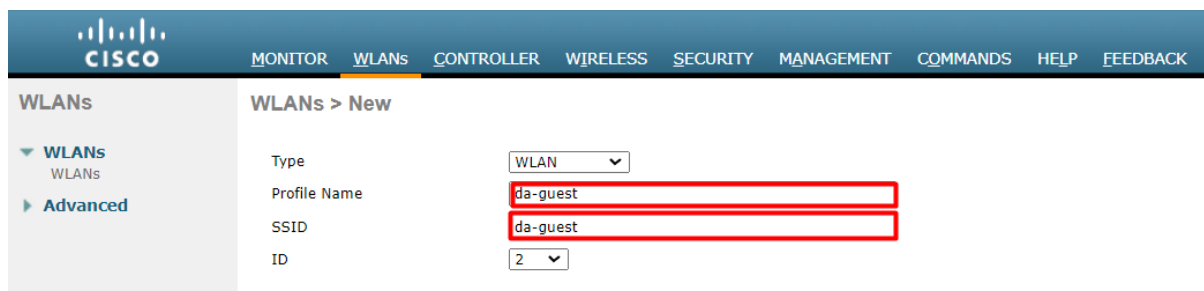 CISCO
MONITOR WLANs CONTROLLER WIRELESS SECURITY MANAGEMENT COMMANDS HELP FEEDBACK
WLANs
WLANs
WLANs
Advanced
WLANs > New
Type WLAN
Profile Name da-guest
SSID da-guest
ID 2